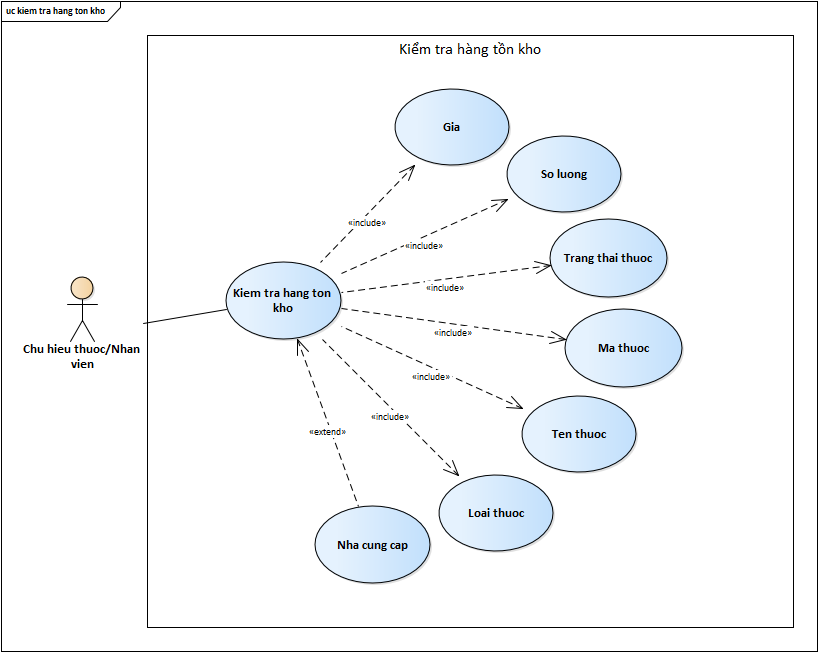 uc kiem tra hang ton kho
Kiểm tra hàng tồn kho
Gia
So luong
«include»
«include»
Trang thai thuoc
«include»
Kiem tra hang ton
kho
«include»
Ma thuoc
Chu hieu thuoc/Nhan
vien
«include»
«include»
«extend»
Ten thuoc
Loai thuoc
Nha cung cap